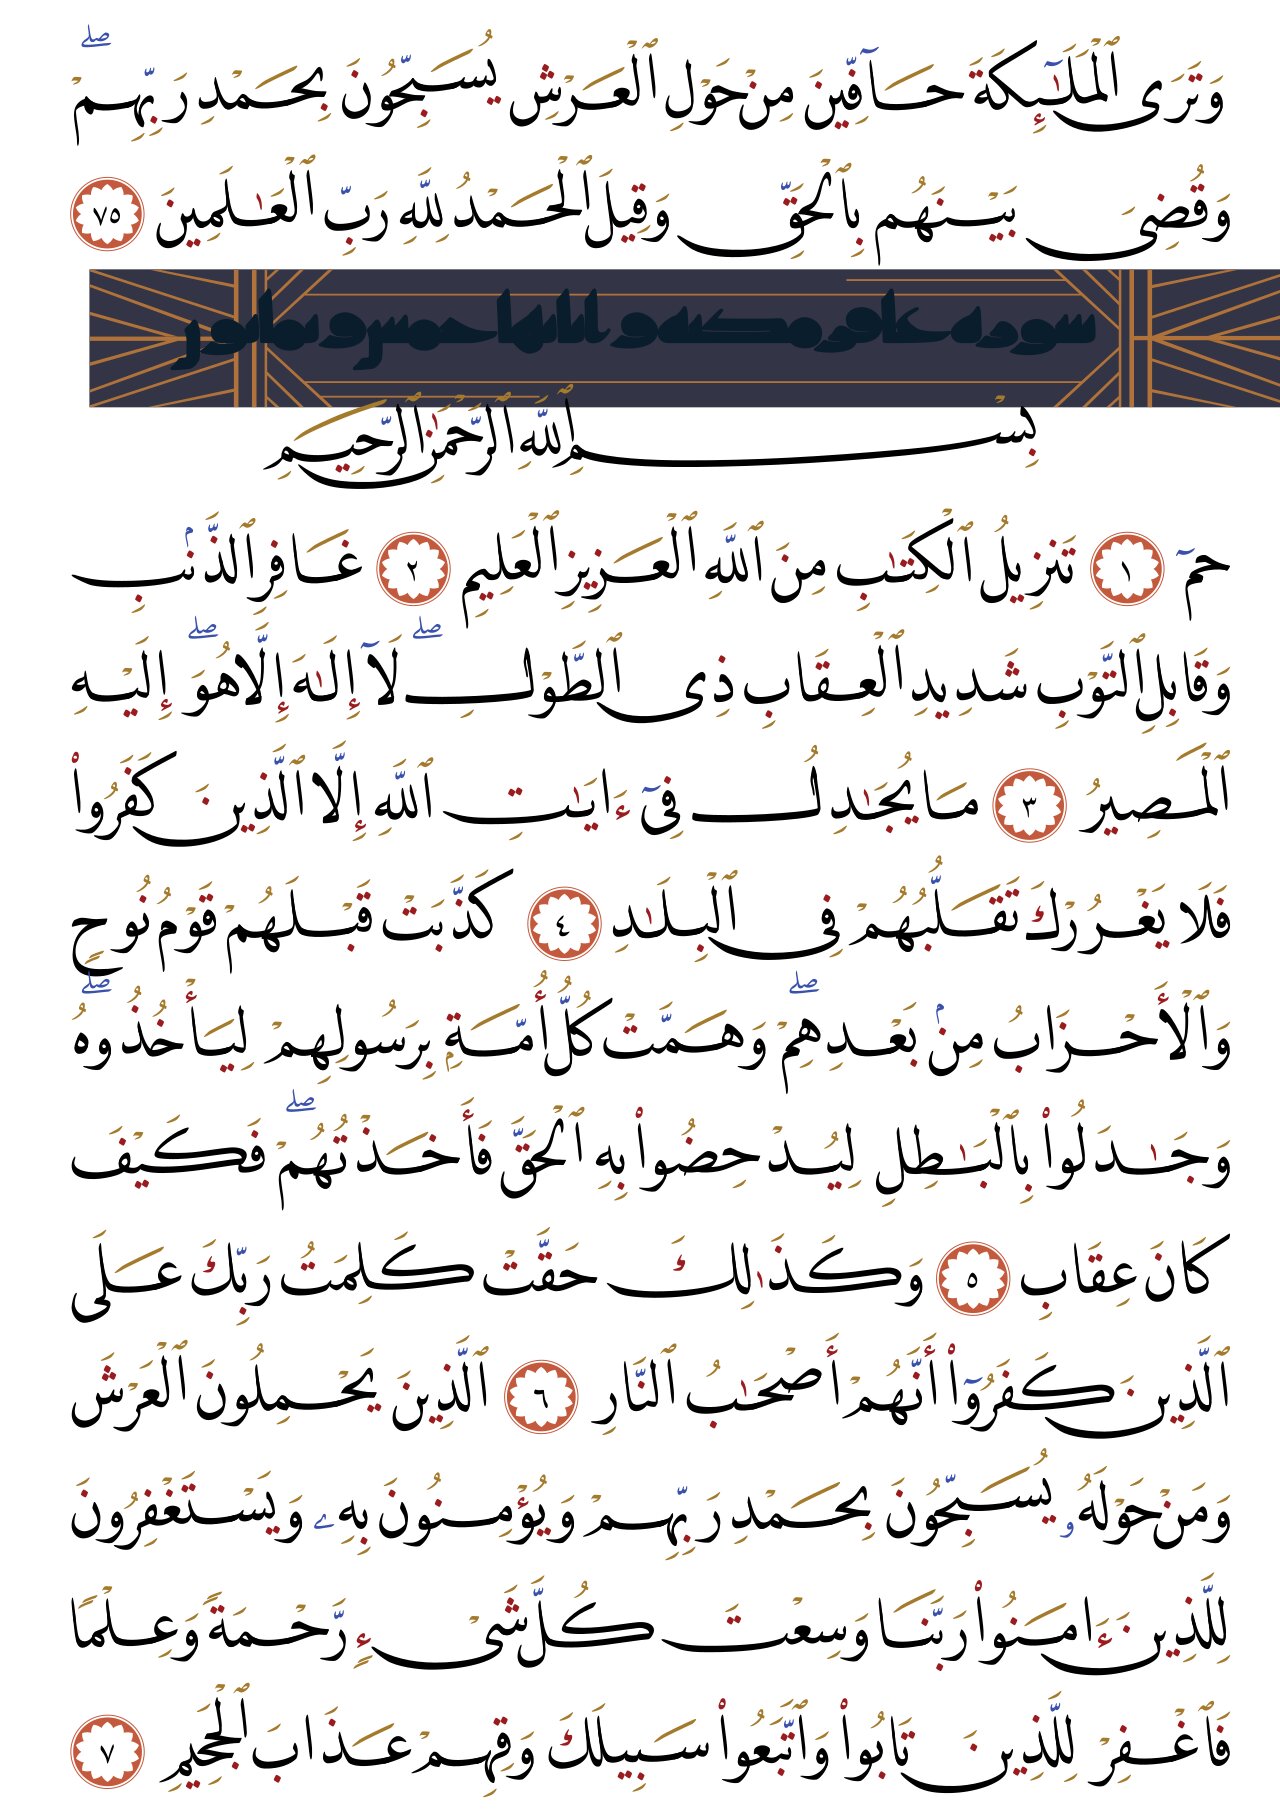 وَتَرَى ٱلْمَلَـٰٓئِكَةَ حَآفِّينَ مِنْ حَوْلِ ٱلْعَرْشِ يُسَبِّحُونَ بِحَمْدِ رَبِّهِمْ ۖ
وَقُضِىَ بَيْنَهُم بِٱلْحَقِّ وَقِيلَ ٱلْحَمْدُ لِلَّهِ رَبِّ ٱلْعَـٰلَمِينَ ٧٥
سورة غافر مكية و اياتها خمس و ثمانون
بِسْمِ ٱللَّهِ ٱلرَّحْمَـٰنِ ٱلرَّحِيمِ
حمٓ ١ تَنزِيلُ ٱلْكِتَـٰبِ مِنَ ٱللَّهِ ٱلْعَزِيزِ ٱلْعَلِيمِ ٢ غَافِرِ ٱلذَّنۢبِ
وَقَابِلِ ٱلتَّوْبِ شَدِيدِ ٱلْعِقَابِ ذِى ٱلطَّوْلِ ۖ لَآ إِلَـٰهَ إِلَّا هُوَ ۖ إِلَيْهِ
ٱلْمَصِيرُ ٣ مَا يُجَـٰدِلُ فِىٓ ءَايَـٰتِ ٱللَّهِ إِلَّا ٱلَّذِينَ كَفَرُوا۟
فَلَا يَغْرُرْكَ تَقَلُّبُهُمْ فِى ٱلْبِلَـٰدِ ٤ كَذَّبَتْ قَبْلَهُمْ قَوْمُ نُوحٍ
وَٱلْأَحْزَابُ مِنۢ بَعْدِهِمْ ۖ وَهَمَّتْ كُلُّ أُمَّةٍۭ بِرَسُولِهِمْ لِيَأْخُذُوهُ ۖ
وَجَـٰدَلُوا۟ بِٱلْبَـٰطِلِ لِيُدْحِضُوا۟ بِهِ ٱلْحَقَّ فَأَخَذْتُهُمْ ۖ فَكَيْفَ
كَانَ عِقَابِ ٥ وَكَذَٰلِكَ حَقَّتْ كَلِمَتُ رَبِّكَ عَلَى
ٱلَّذِينَ كَفَرُوٓا۟ أَنَّهُمْ أَصْحَـٰبُ ٱلنَّارِ ٦ ٱلَّذِينَ يَحْمِلُونَ ٱلْعَرْشَ
وَمَنْ حَوْلَهُۥ يُسَبِّحُونَ بِحَمْدِ رَبِّهِمْ وَيُؤْمِنُونَ بِهِۦ وَيَسْتَغْفِرُونَ
لِلَّذِينَ ءَامَنُوا۟ رَبَّنَا وَسِعْتَ كُلَّ شَىْءٍ رَّحْمَةً وَعِلْمًا
فَٱغْفِرْ لِلَّذِينَ تَابُوا۟ وَٱتَّبَعُوا۟ سَبِيلَكَ وَقِهِمْ عَذَابَ ٱلْجَحِيمِ ٧